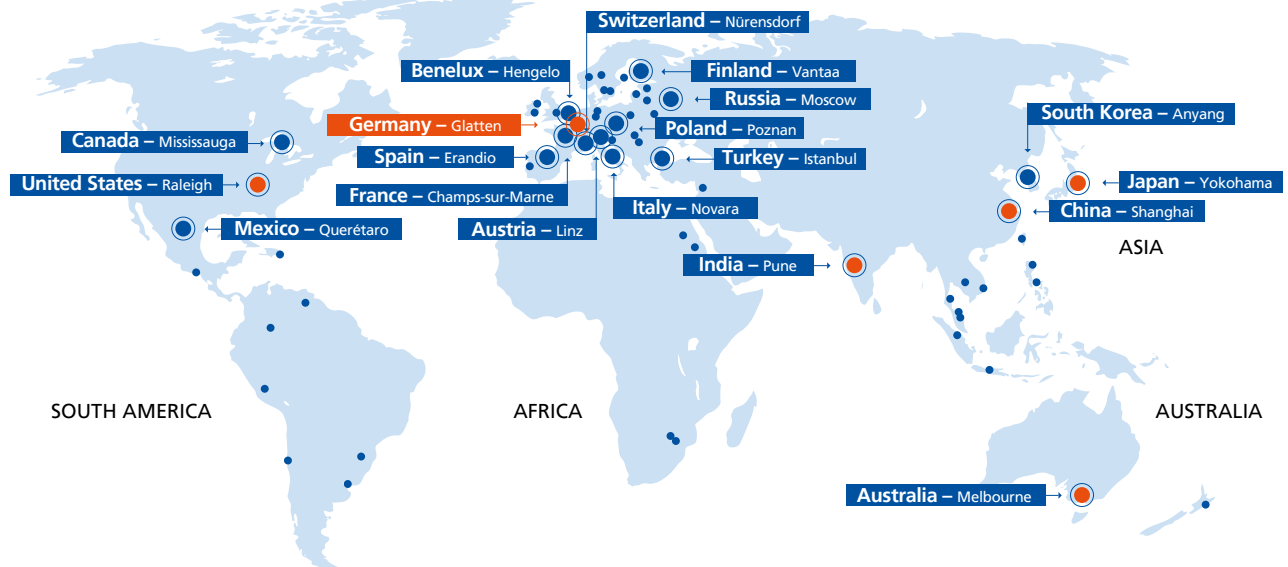 Switzerland – Nürensdorf
Benelux – Hengelo
Finland – Vantaa
Russia – Moscow
South Korea – Anyang
Germany – Glatten
Poland – Poznan
Canada – Mississauga
Spain – Erandio
Turkey – Istanbul
United States – Raleigh
France – Champs-sur-Marne
Japan – Yokohama
Italy – Novara
China – Shanghai
Mexico – Querétaro
Austria – Linz
ASIA
India – Pune
SOUTH AMERICA
AFRICA
AUSTRALIA
Australia – Melbourne